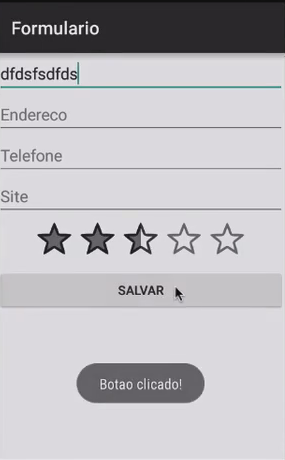 Formulario
dfdsfsdfds
Endereco
Telefone
Site
SALVAR
Botao clicado!